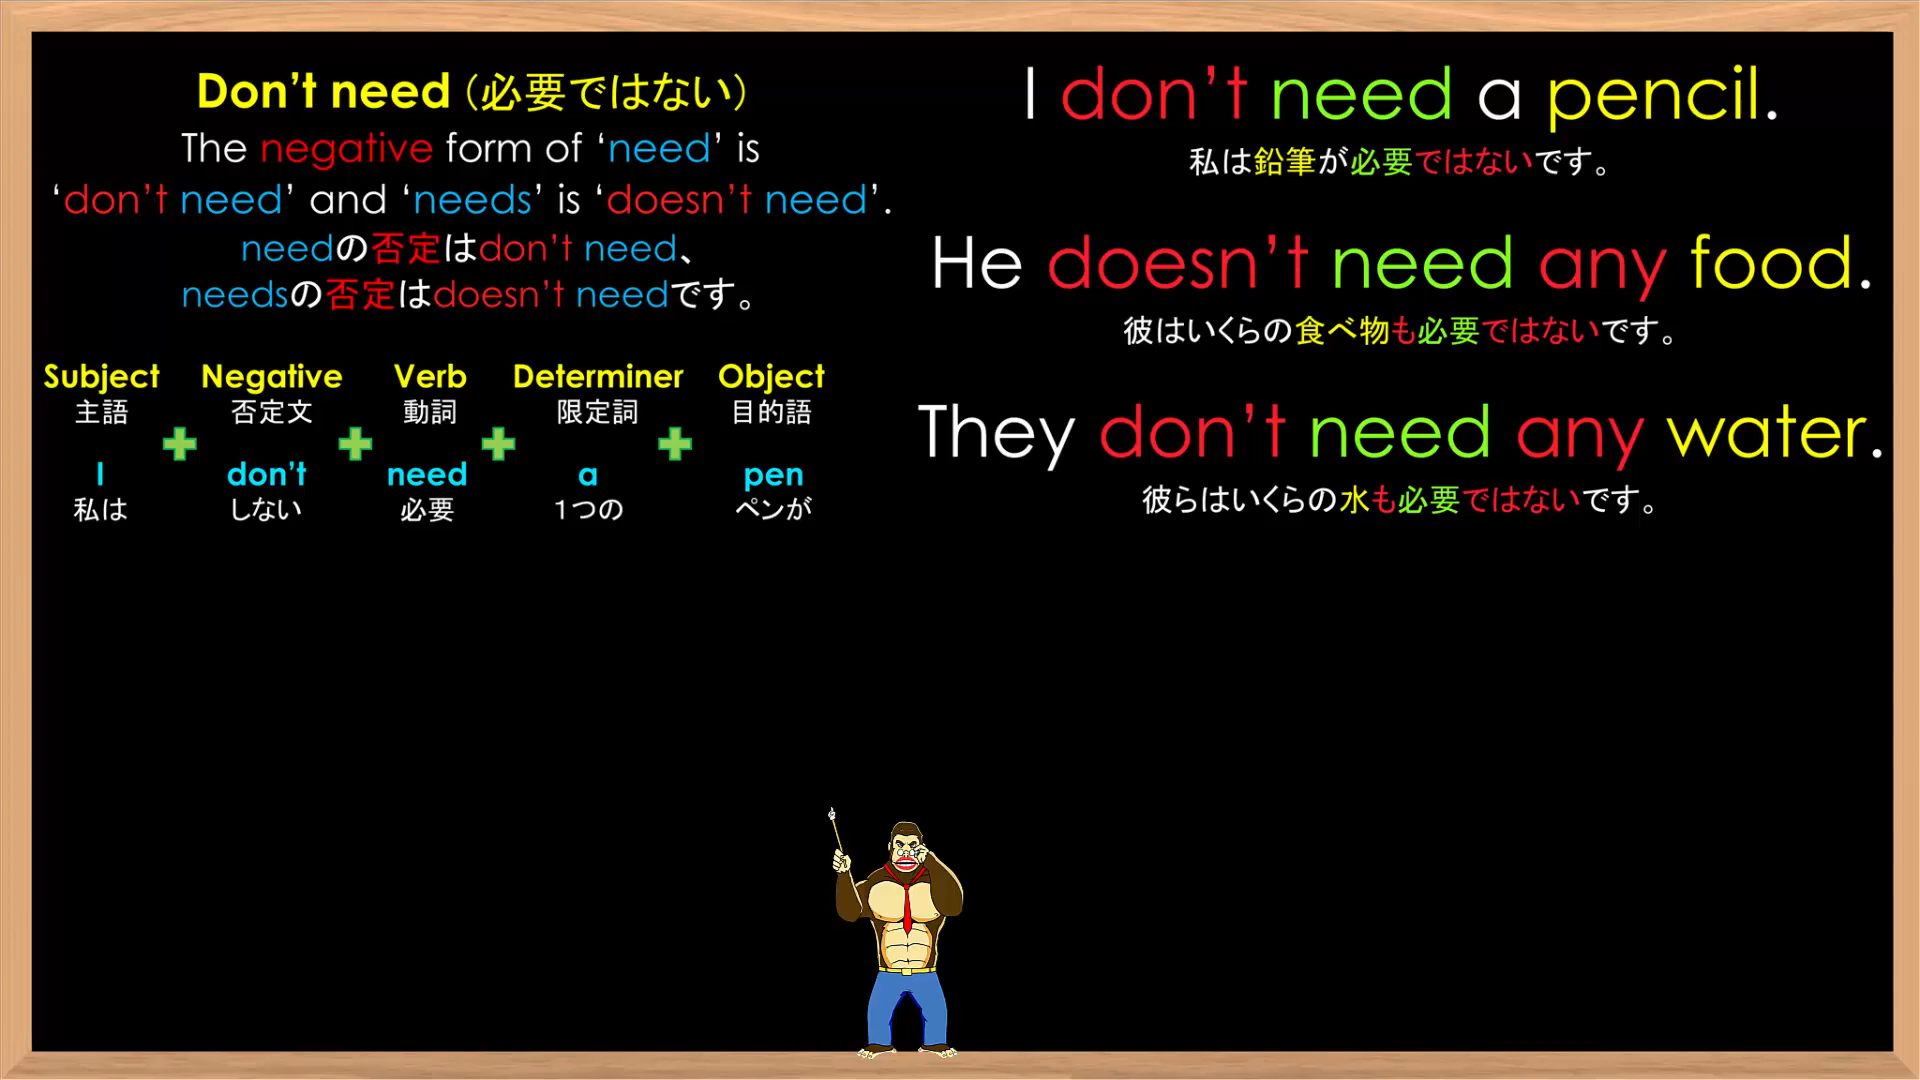 Don’t need (必要ではない)
The negative form of ‘need’ is
‘don’t need’ and ‘needs’ is ‘doesn’t need’.
needの否定はdon’t need、
needsの否定はdoesn’t needです。
Subject Negative Verb Determiner Object
主語 否定文 動詞 限定詞 目的語
I don’t need a pen
私は しない 必要 1つの ペンが
I don’t need a pencil.
私は鉛筆が必要ではないです。
He doesn’t need any food.
彼はいくらの食べ物も必要ではないです。
They don’t need any water.
彼らはいくらの水も必要ではないです。